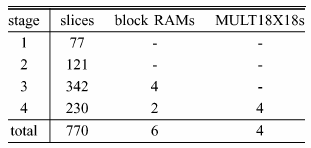 stage slices block RAMs MULT18X18s
1 77 - -
2 121 - -
3 342 4 -
4 230 2 4
total 770 6 4